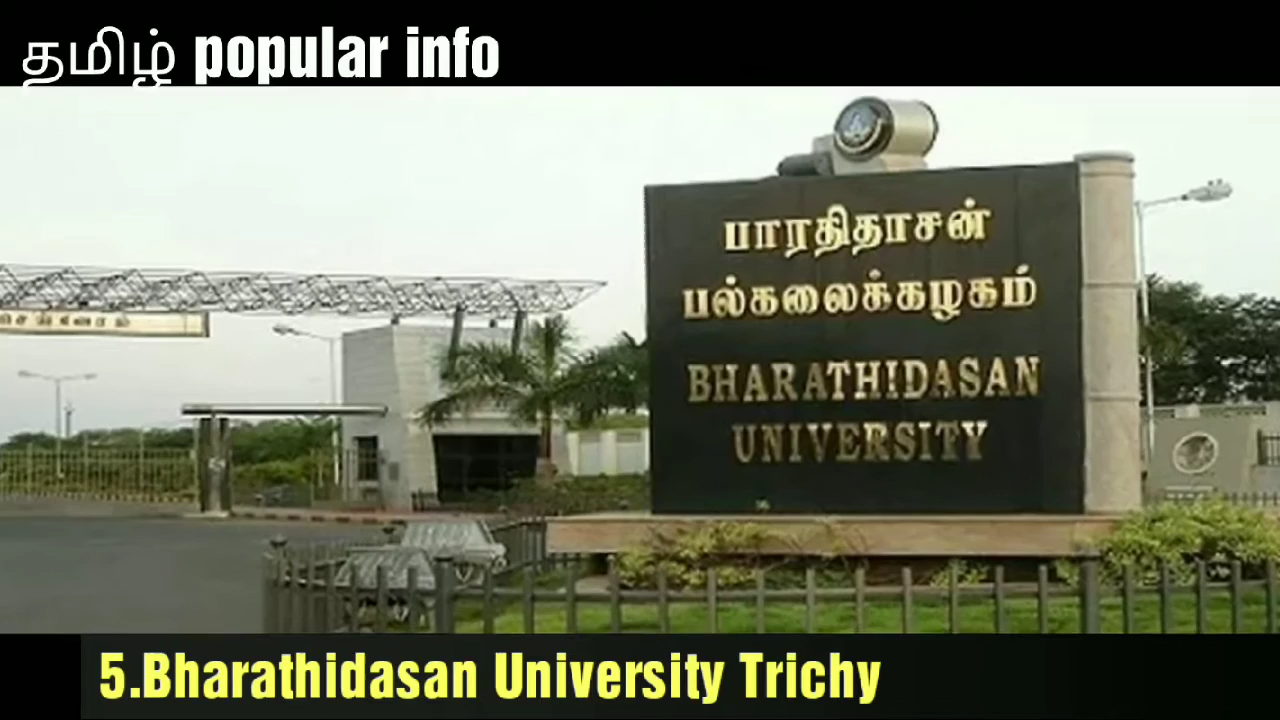 தமிழ் popular info
பாரதிதாசன்
பல்கலைக்கழகம்
BHARATHIDASAN
UNIVERSITY
5.Bharathidasan University Trichy